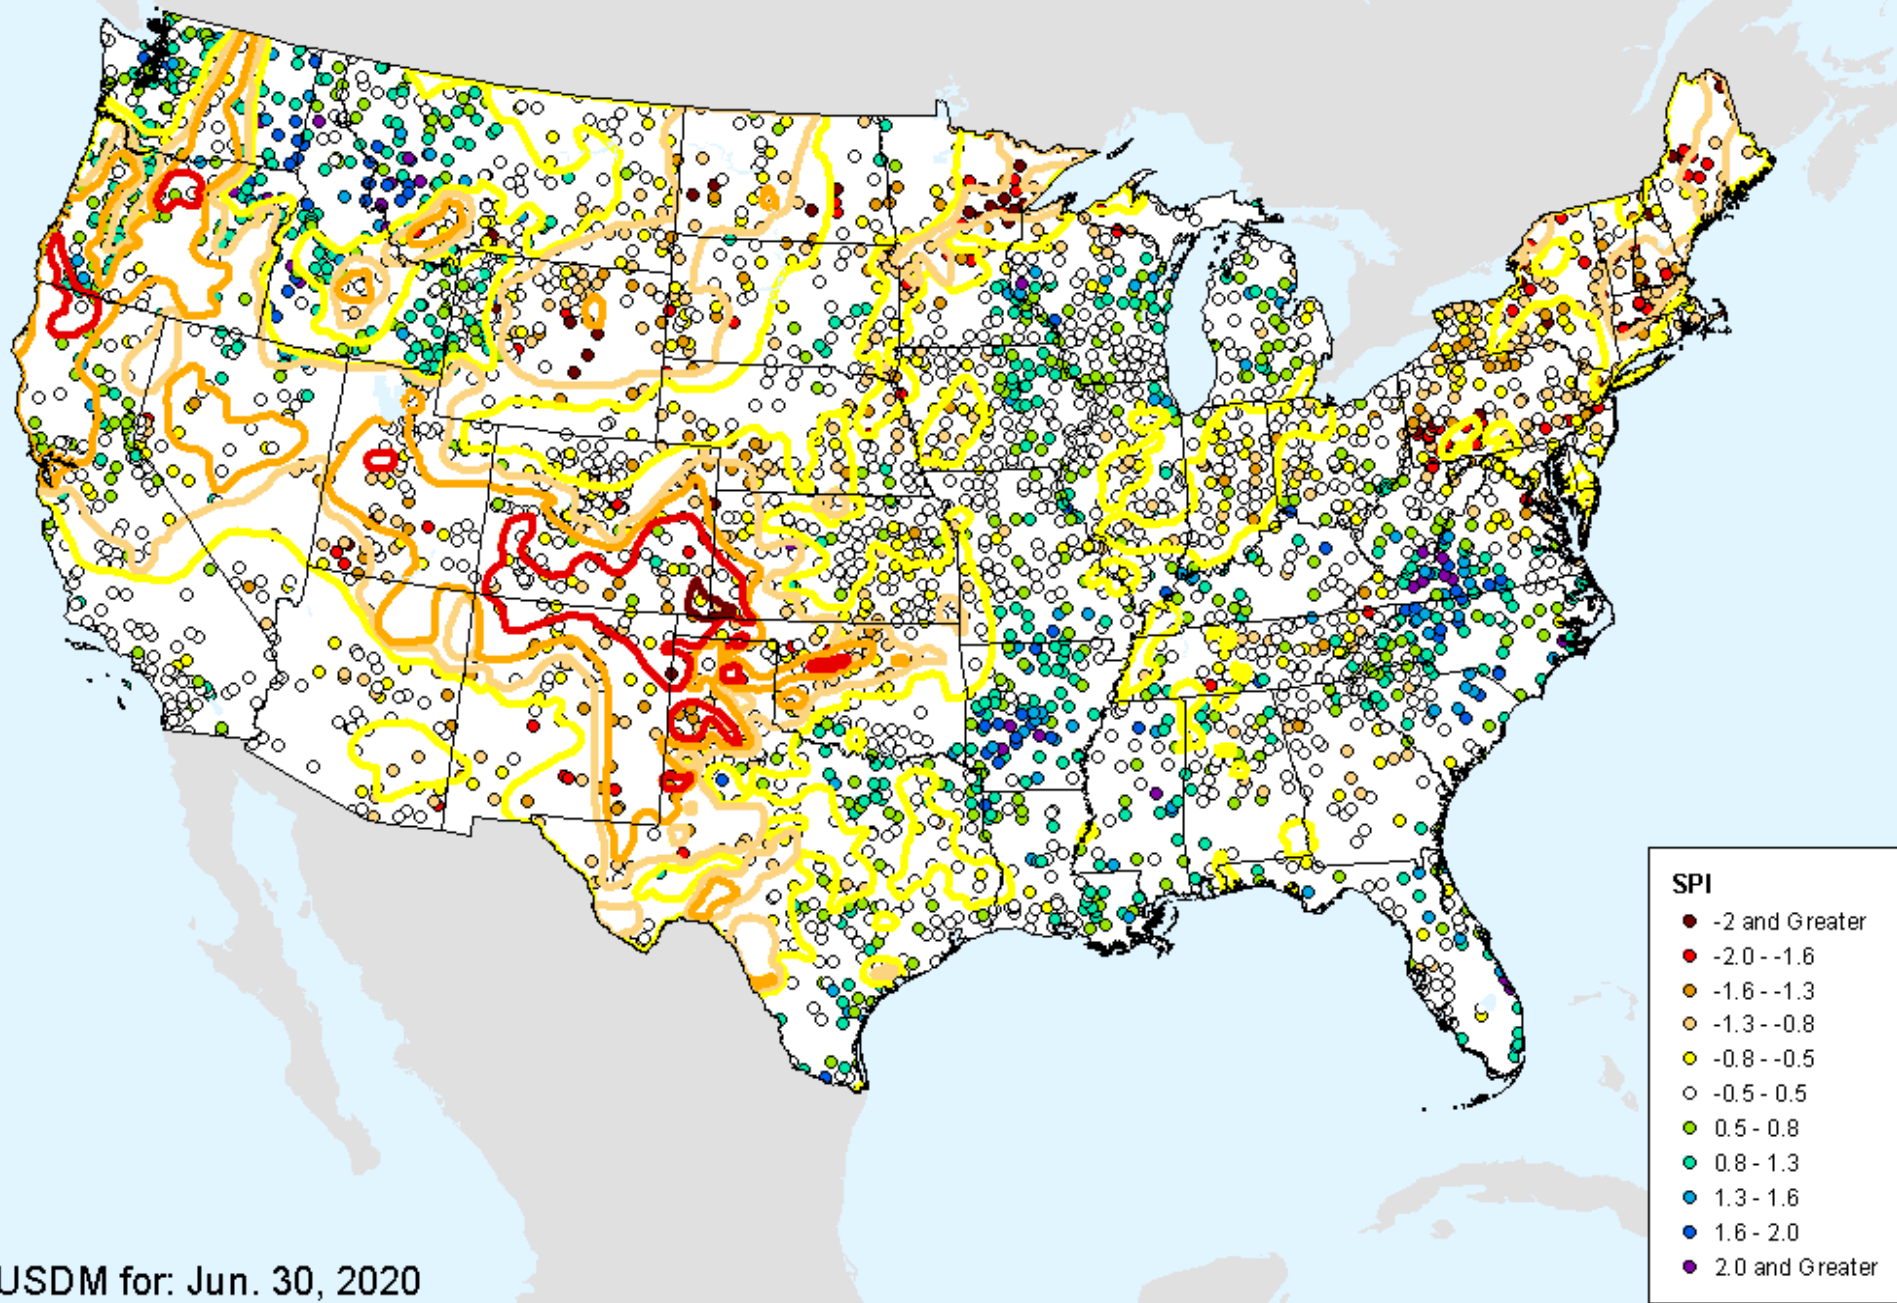 SPI
-2 and Greater
-2.0 - -1.6
-1.6 - -1.3
-1.3 - -0.8
-0.8 - -0.5
-0.5 - 0.5
0.5 - 0.8
0.8 - 1.3
1.3 - 1.6
1.6 - 2.0
2.0 and Greater
USDM for: Jun. 30, 2020